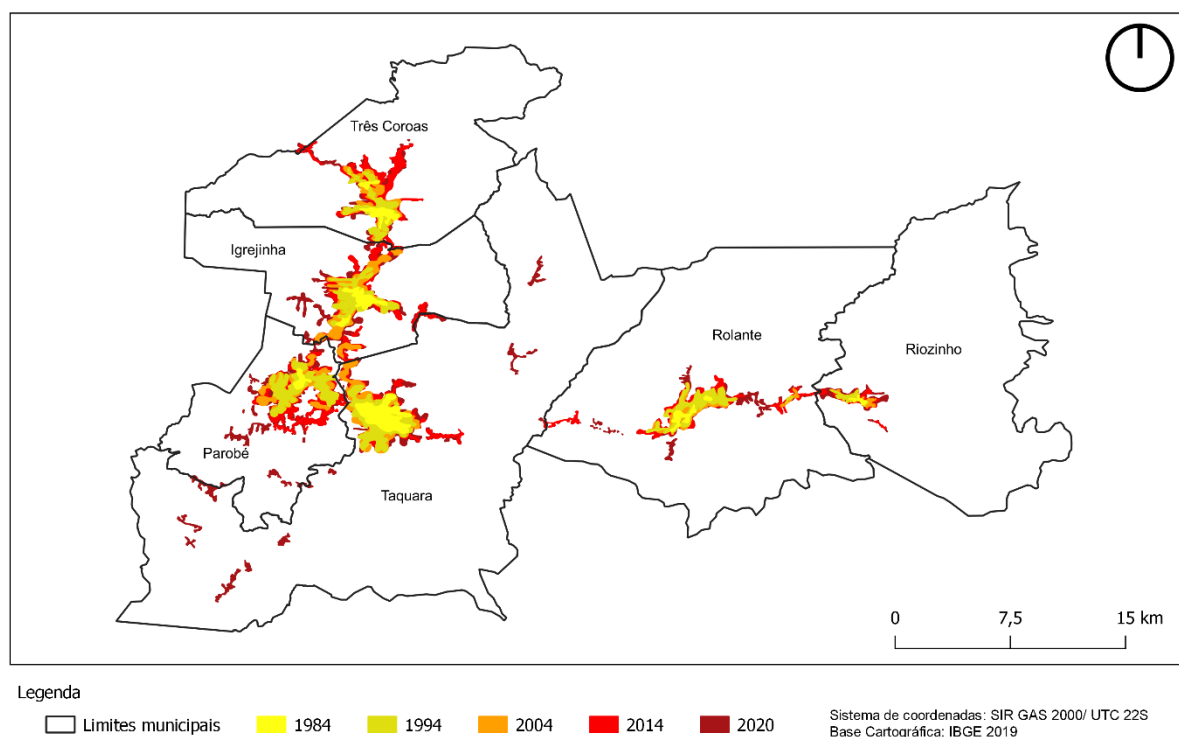 Três Coroas
Igrejinha
Rolante
Riozinho
Parobé
Taquara
0 7,5 15 km
Legenda
Limites municipais 1984 1994 2004 2014 2020
Sistema de coordenadas: SIR GAS 2000/ UTC 22S
Base Cartográfica: IBGE 2019